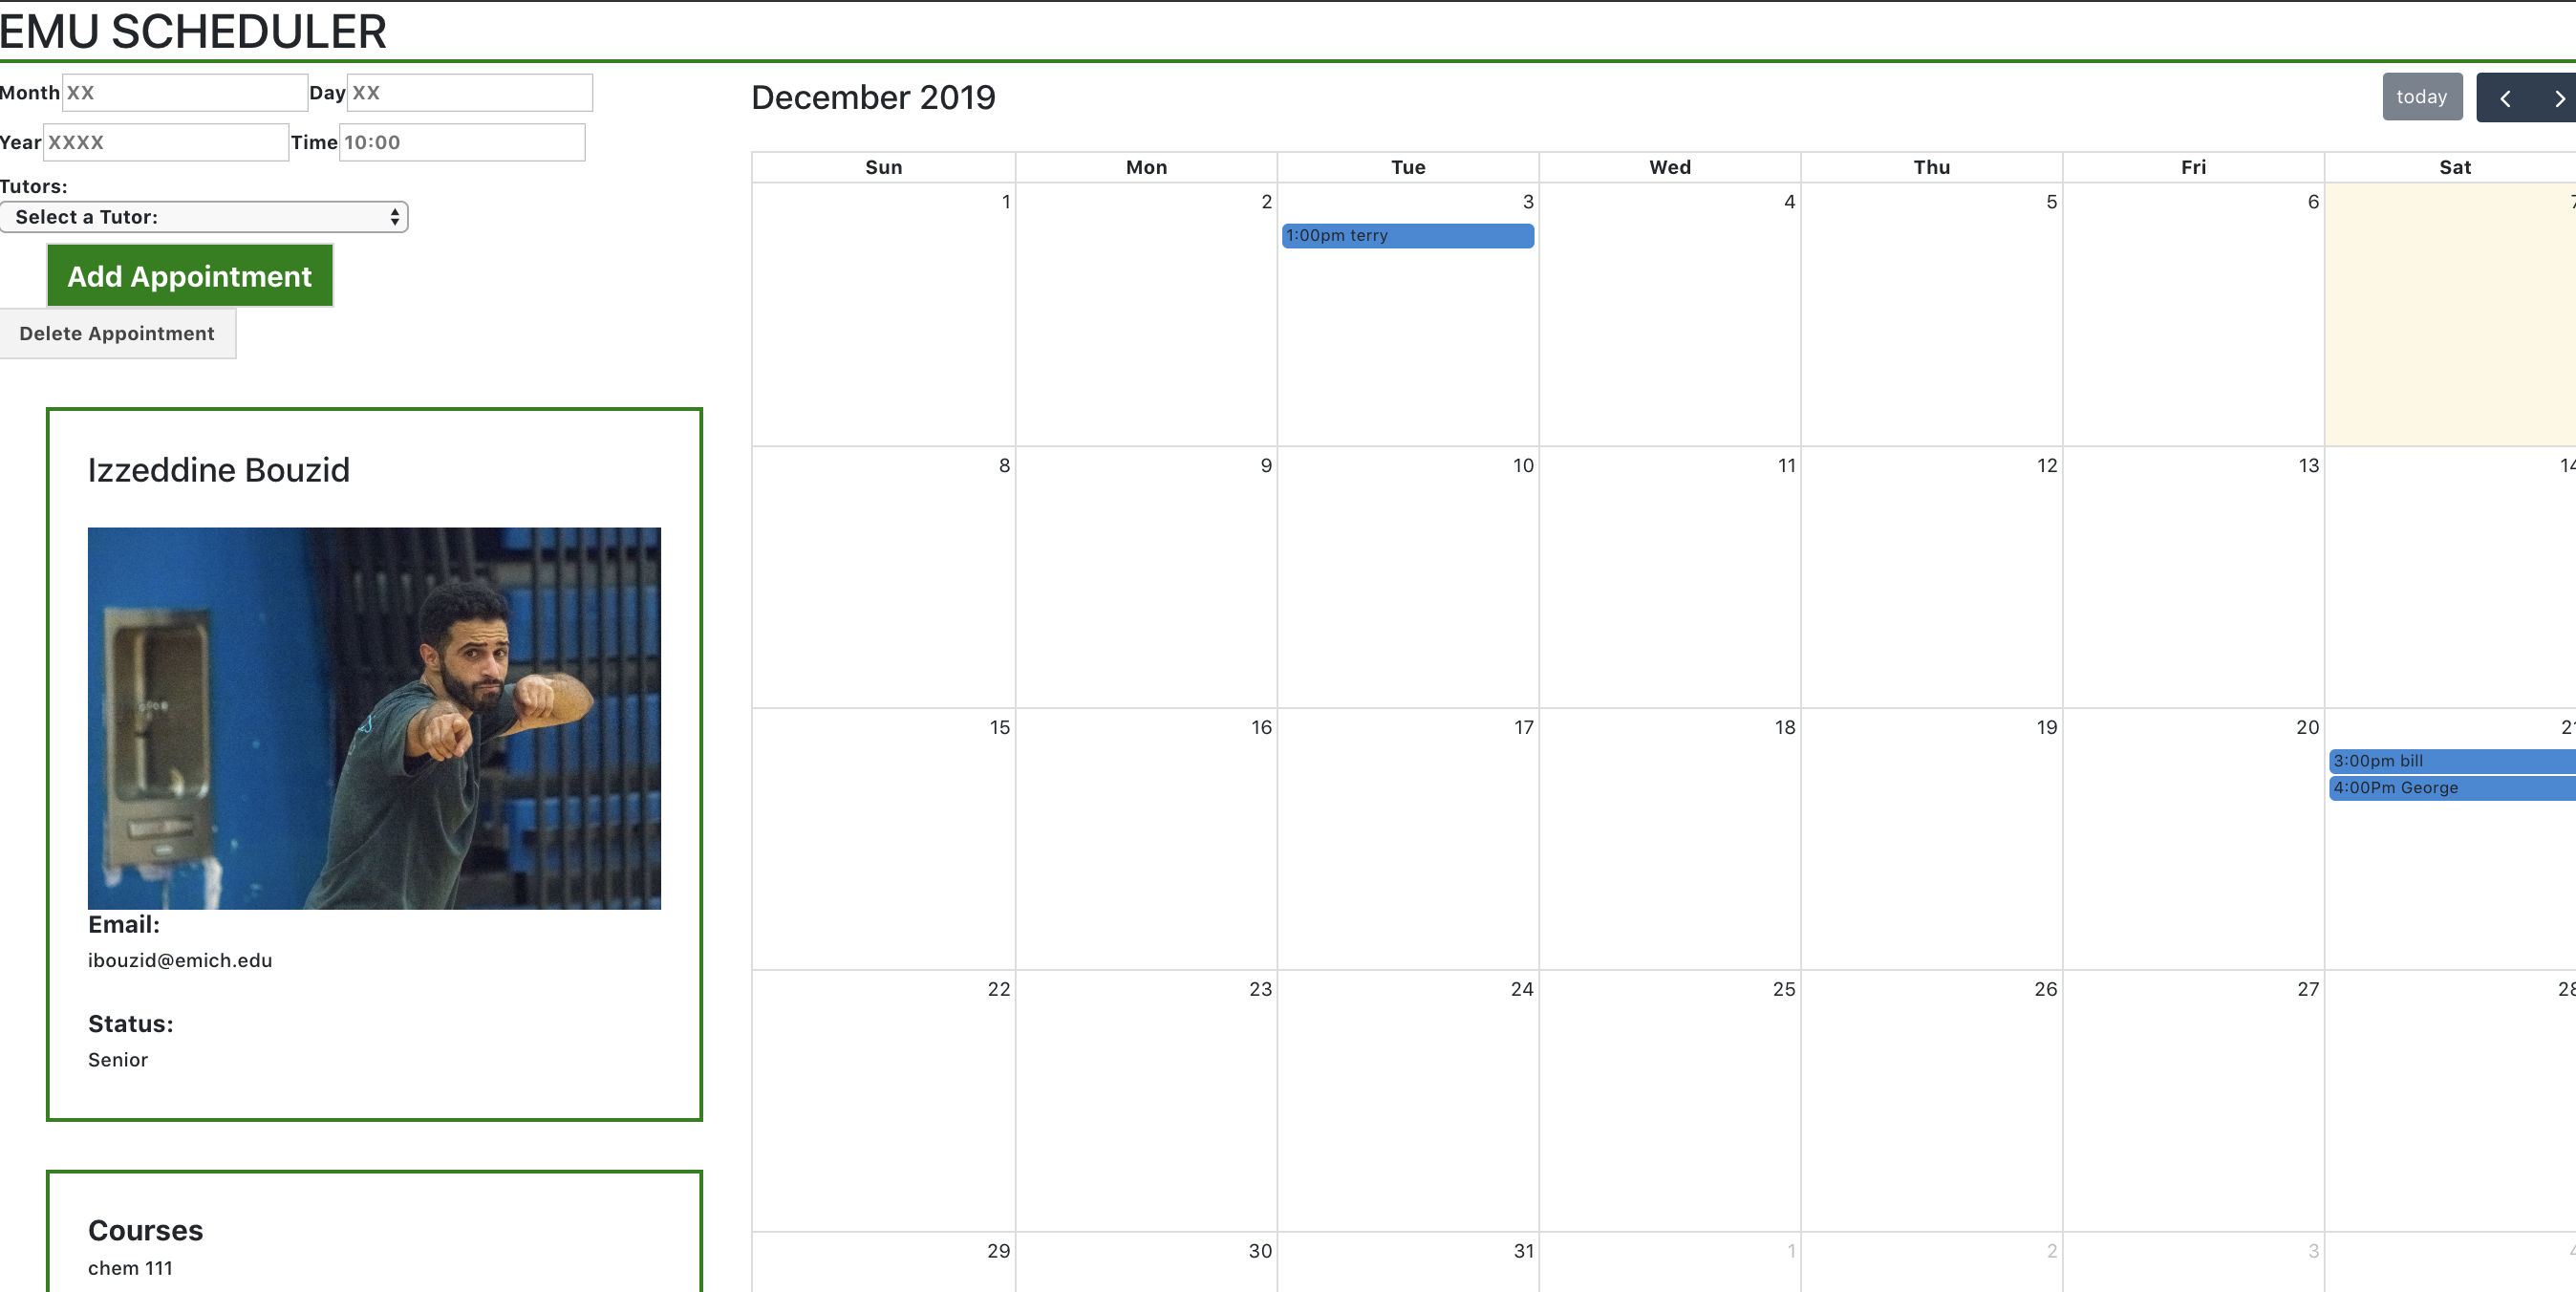 EMU SCHEDULER
Month XX Day XX
Year XXXX Time 10:00
Tutors:
Select a Tutor:
Add Appointment
Delete Appointment
Izzeddine Bouzid
Email:
ibouzid@emich.edu
Status:
Senior
Courses
chem 111
December 2019
today
Sun Mon Tue Wed Thu Fri Sat
1 2 3 4 5 6 7
1:00pm terry
8 9 10 11 12 13 14
15 16 17 18 19 20 21
3:00pm bill
4:00Pm George
22 23 24 25 26 27 28
29 30 31 1 2 3 4